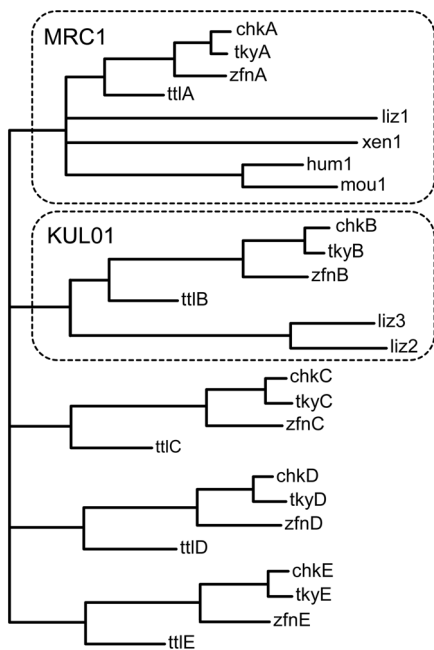 MRC1
chkA
tkyA
zfnA
ttlA
liz1
xen1
hum1
mou1
KUL01
chkB
tkyB
zfnB
ttlB
liz3
liz2
chkC
tkyC
zfnC
ttlC
chkD
tkyD
zfnD
ttlD
chkE
tkyE
zfnE
ttlE